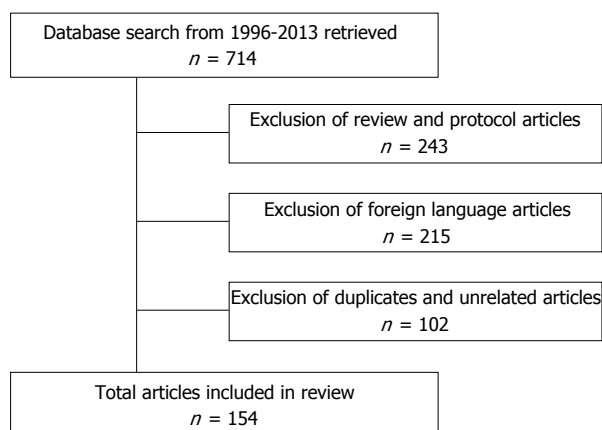 Database search from 1996-2013 retrieved
n = 714
Exclusion of review and protocol articles
n = 243
Exclusion of foreign language articles
n = 215
Exclusion of duplicates and unrelated articles
n = 102
Total articles included in review
n = 154